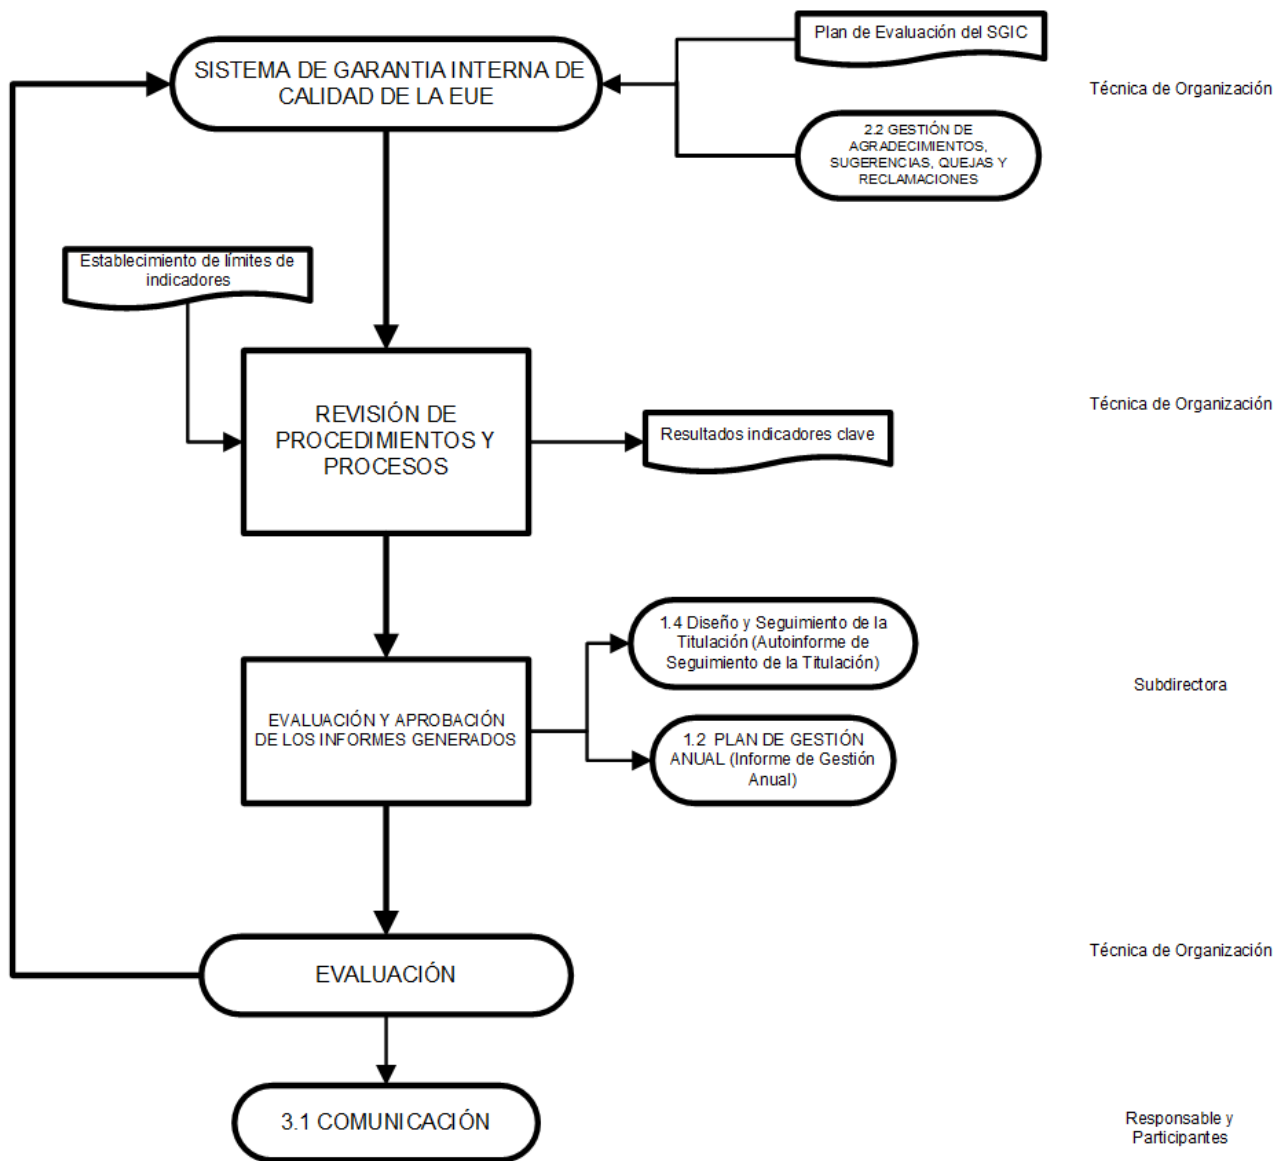 Plan de Evaluación del SGIC
SISTEMA DE GARANTIA INTERNA DE
CALIDAD DE LA EUE
Técnica de Organización
2.2 GESTIÓN DE
AGRADECIMIENTOS,
SUGERENCIAS, QUEJAS Y
RECLAMACIONES
Establecimiento de límites de
indicadores
REVISIÓN DE
PROCEDIMIENTOS Y
PROCESOS
Resultados indicadores clave
Técnica de Organización
1.4 Diseño y Seguimiento de la
Titulación (Autoinforme de
Seguimiento de la Titulación)
Subdirectora
EVALUACIÓN Y APROBACIÓN
DE LOS INFORMES GENERADOS
1.2 PLAN DE GESTIÓN
ANUAL (Informe de Gestión
Anual)
EVALUACIÓN
Técnica de Organización
3.1 COMUNICACIÓN
Responsable y
Participantes